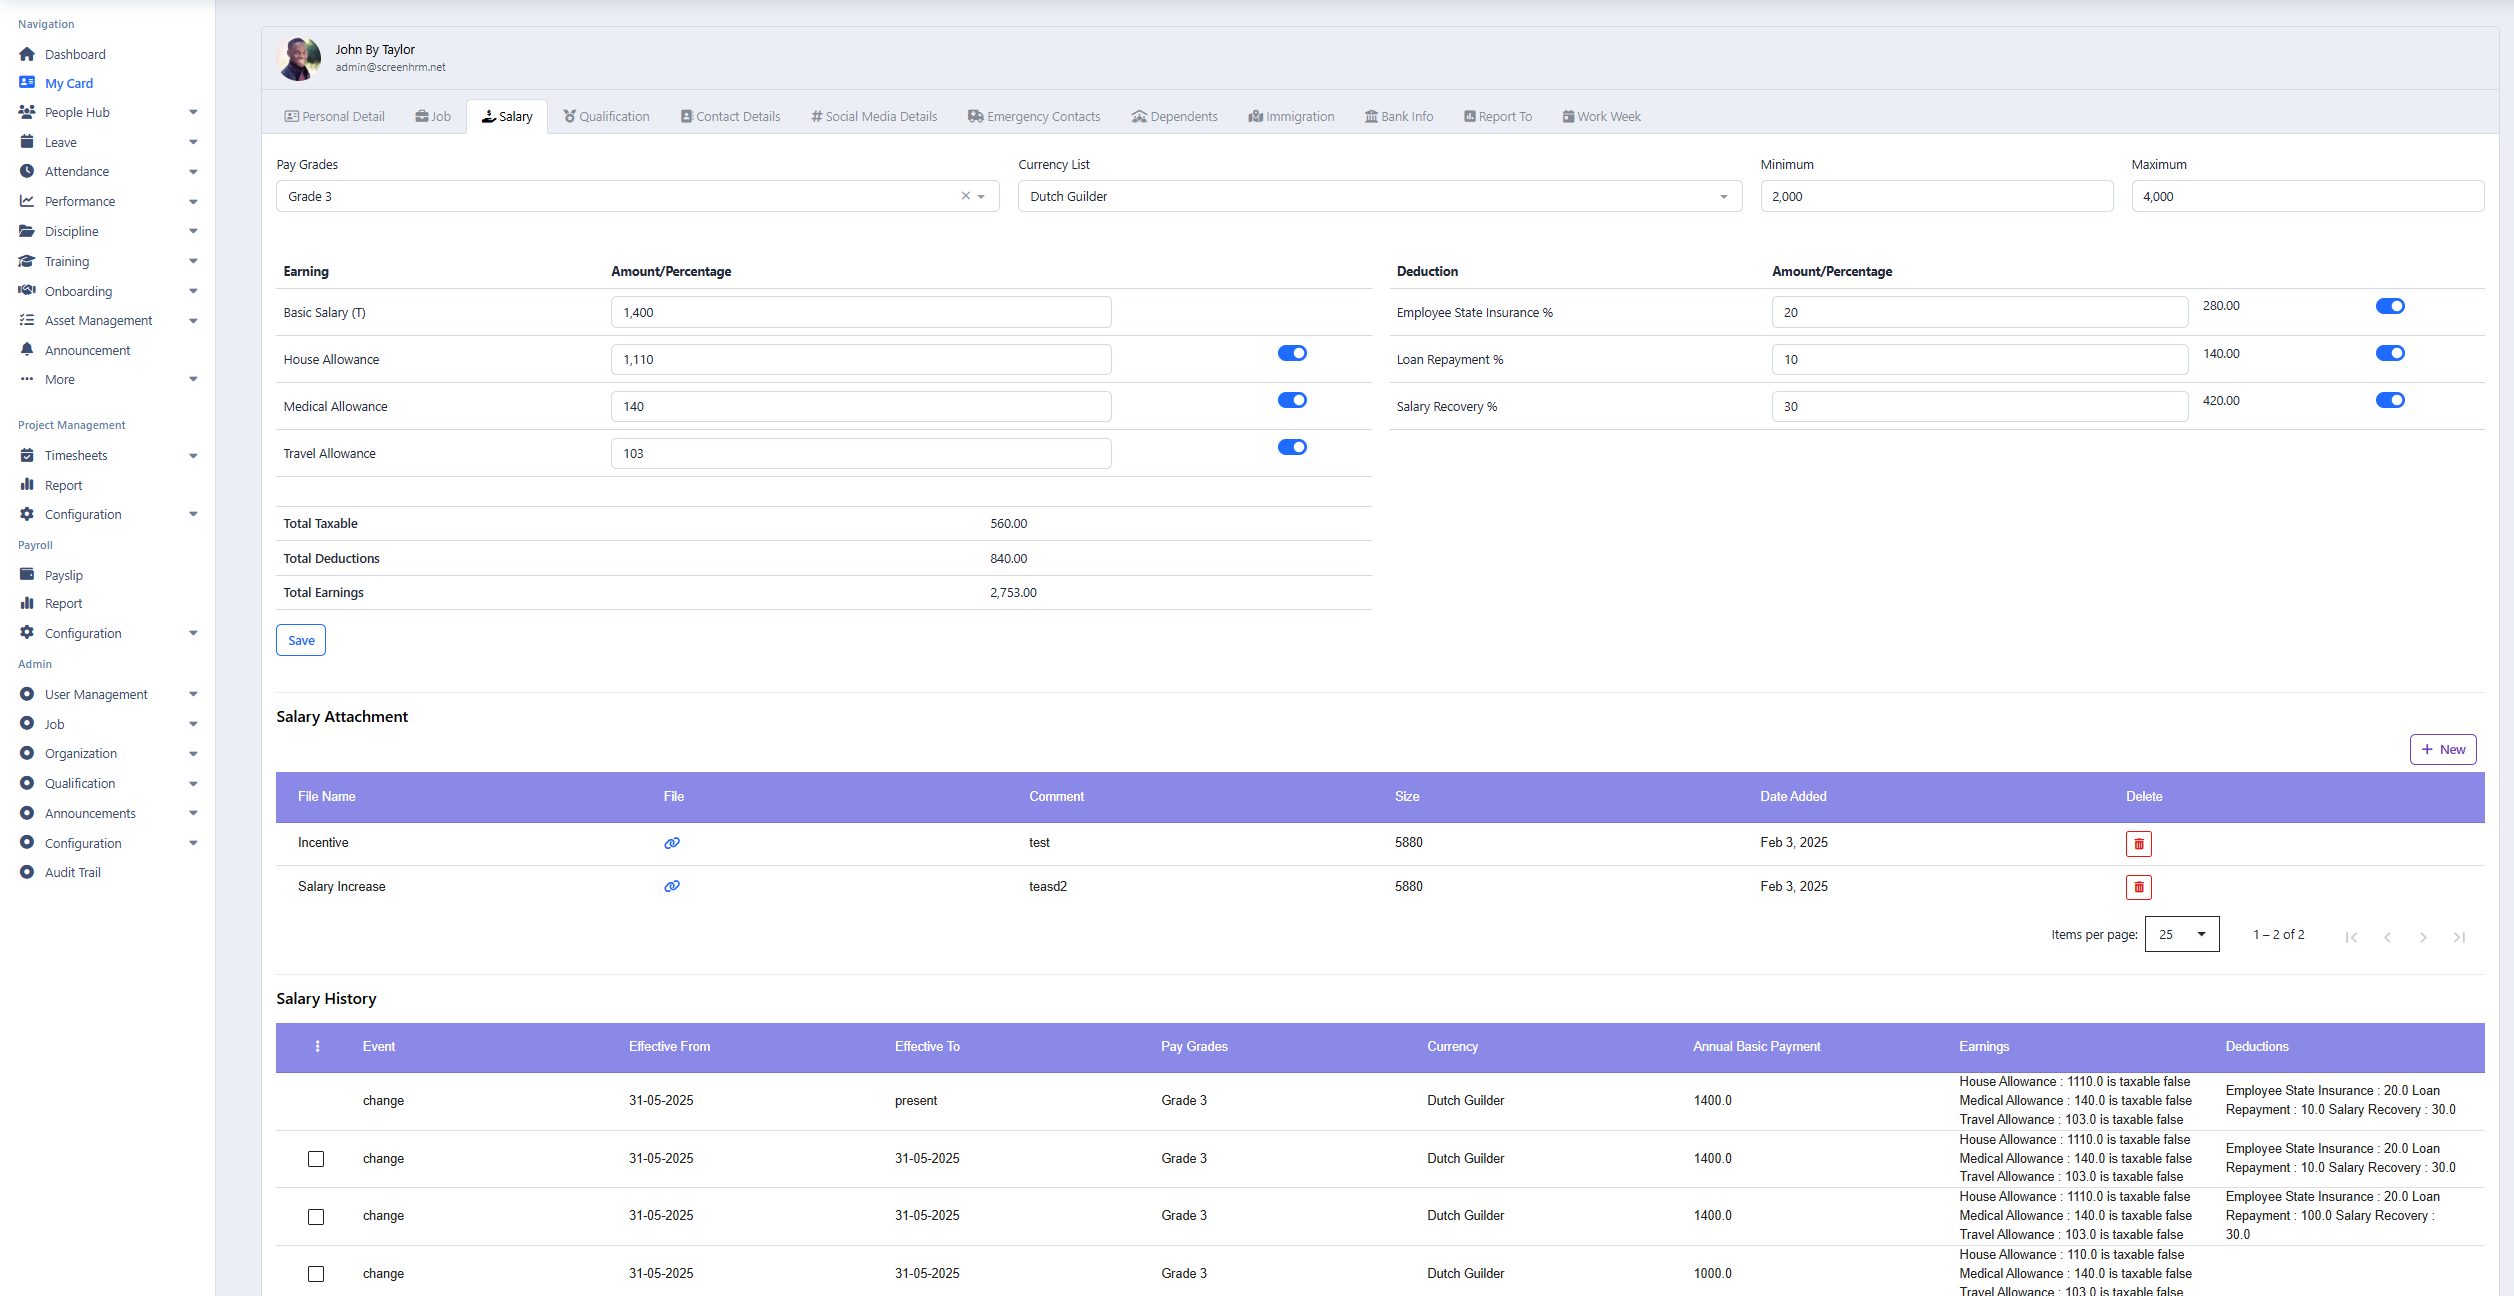 Navigation
Dashboard
My Card
People Hub
Leave
Attendance
Performance
Discipline
Training
Onboarding
Asset Management
Announcement
More
Project Management
Timesheets
Report
Configuration
Payroll
Payslip
Report
Configuration
Admin
User Management
Job
Organization
Qualification
Announcements
Configuration
Audit Trail
John By Taylor
admin@screenhrm.net
Personal Detail Job Salary Qualification Contact Details # Social Media Details Emergency Contacts Dependents Immigration Bank Info Report To Work Week
Pay Grades Currency List Minimum Maximum
Grade 3 Dutch Guilder 2,000 4,000
Earning Amount/Percentage Deduction Amount/Percentage
Basic Salary (T) 1,400 Employee State Insurance % 20 280.00
House Allowance 1,110 Loan Repayment % 10 140.00
Medical Allowance 140 Salary Recovery % 30 420.00
Travel Allowance 103
Total Taxable 560.00
Total Deductions 840.00
Total Earnings 2,753.00
Save
Salary Attachment
+ New
File Name File Comment Size Date Added Delete
Incentive test 5880 Feb 3, 2025
Salary Increase teasd2 5880 Feb 3, 2025
Items per page: 25 1 – 2 of 2
Salary History
Event Effective From Effective To Pay Grades Currency Annual Basic Payment Earnings Deductions
change 31-05-2025 present Grade 3 Dutch Guilder 1400.0
House Allowance : 1110.0 is taxable false
Medical Allowance : 140.0 is taxable false
Travel Allowance : 103.0 is taxable false
Employee State Insurance : 20.0 Loan
Repayment : 10.0 Salary Recovery : 30.0
change 31-05-2025 31-05-2025 Grade 3 Dutch Guilder 1400.0
House Allowance : 1110.0 is taxable false
Medical Allowance : 140.0 is taxable false
Travel Allowance : 103.0 is taxable false
Employee State Insurance : 20.0 Loan
Repayment : 10.0 Salary Recovery : 30.0
change 31-05-2025 31-05-2025 Grade 3 Dutch Guilder 1400.0
House Allowance : 1110.0 is taxable false
Medical Allowance : 140.0 is taxable false
Travel Allowance : 103.0 is taxable false
Employee State Insurance : 20.0 Loan
Repayment : 100.0 Salary Recovery :
30.0
change 31-05-2025 31-05-2025 Grade 3 Dutch Guilder 1000.0
House Allowance : 110.0 is taxable false
Medical Allowance : 140.0 is taxable false
Travel Allowance : 103.0 is taxable false